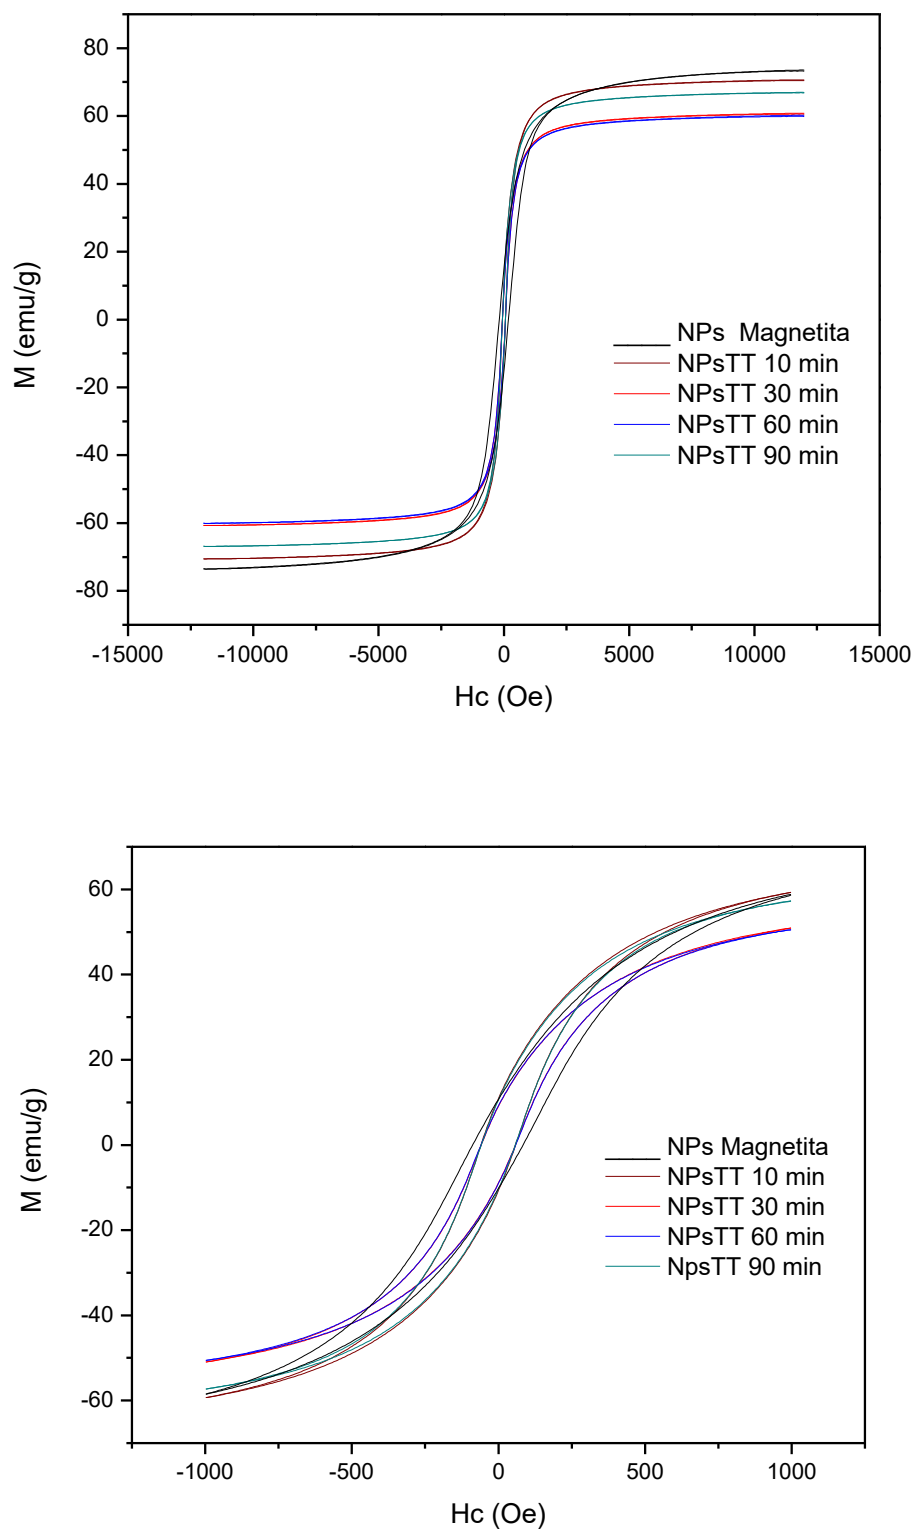 80
60
40
20
0
-20
-40
-60
-80
M (emu/g)
NPs  Magnetita
NPsTT 10 min
NPsTT 30 min
NPsTT 60 min
NPsTT 90 min
-15000 -10000 -5000 0 5000 10000 15000
Hc (Oe)
60
40
20
0
-20
-40
-60
M (emu/g)
NPs Magnetita
NPsTT 10 min
NPsTT 30 min
NPsTT 60 min
NpsTT 90 min
-1000 -500 0 500 1000
Hc (Oe)